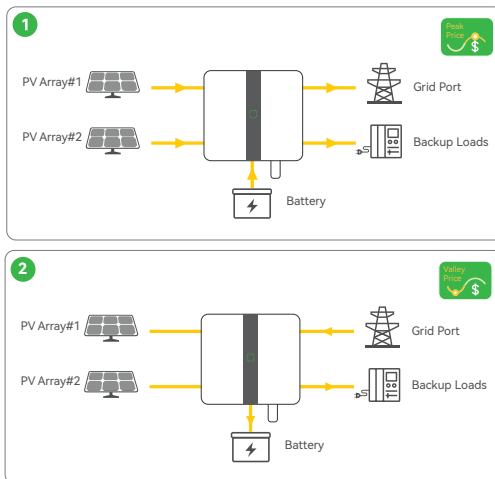 1
Peak
Price
$
PV Array#1
Grid Port
PV Array#2
Backup Loads
Battery
2
Valley
Price
$
PV Array#1
Grid Port
PV Array#2
Backup Loads
Battery